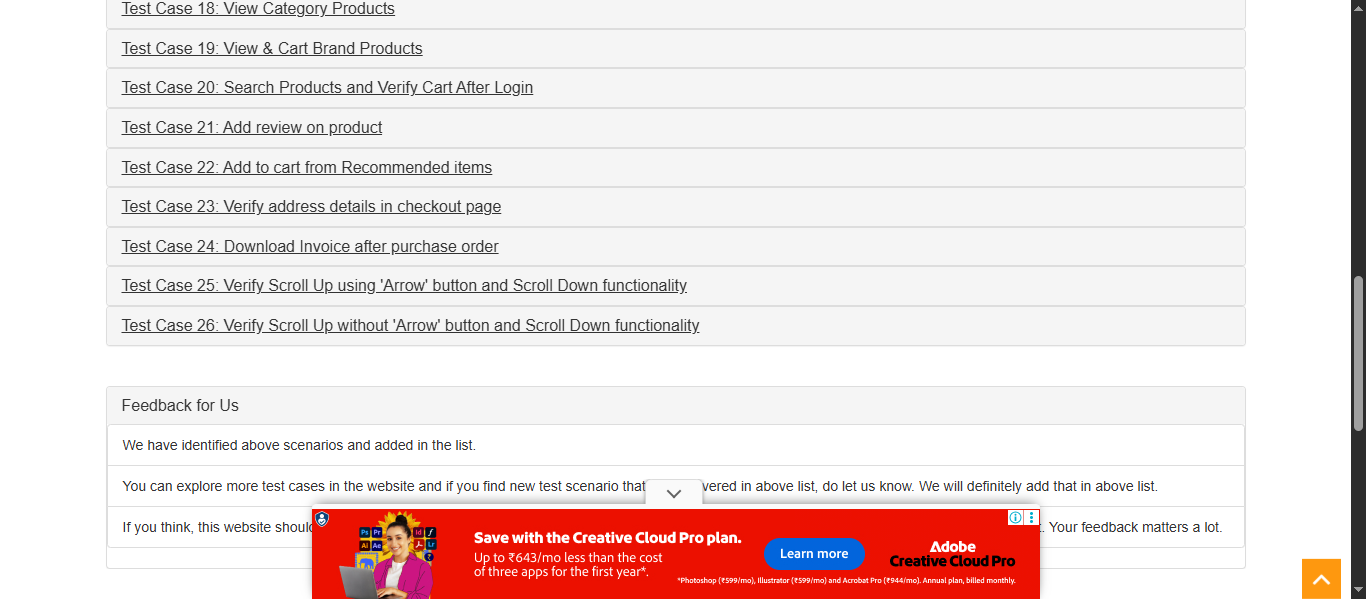 Test Case 18: View Category Products
Test Case 19: View & Cart Brand Products
Test Case 20: Search Products and Verify Cart After Login
Test Case 21: Add review on product
Test Case 22: Add to cart from Recommended items
Test Case 23: Verify address details in checkout page
Test Case 24: Download Invoice after purchase order
Test Case 25: Verify Scroll Up using 'Arrow' button and Scroll Down functionality
Test Case 26: Verify Scroll Up without 'Arrow' button and Scroll Down functionality
Feedback for Us
We have identified above scenarios and added in the list.
You can explore more test cases in the website and if you find new test scenario that vered in above list, do let us know. We will definitely add that in above list.
If you think, this website shoul . Your feedback matters a lot.
Ps Pr Id f
Ai Ae Lr
Save with the Creative Cloud Pro plan.
Up to ₹643/mo less than the cost
of three apps for the first year*.
Learn more
Adobe
Creative Cloud Pro
*Photoshop (₹599/mo), Illustrator (₹599/mo) and Acrobat Pro (₹944/mo). Annual plan, billed monthly.